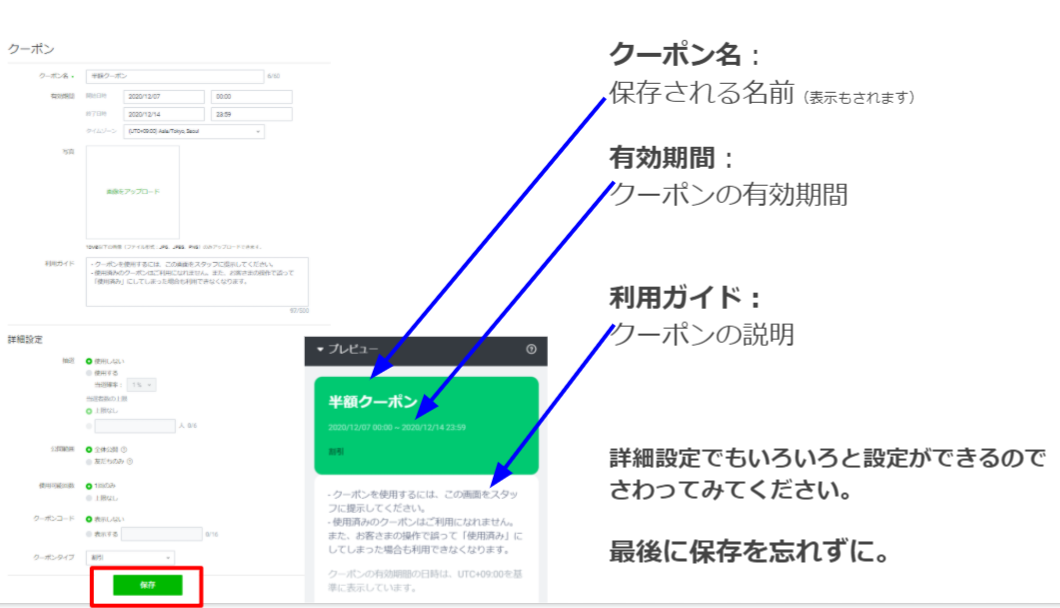 クーポン
クーポン名
半額クーポン
6/60
有効期間
開始日時
2020/12/07
00:00
終了日時
2020/12/14
23:59
タイムゾーン
(UTC+09:00) Asia/Tokyo, Seoul
写真
画像をアップロード
利用ガイド
・クーポンを使用するには、この画面をスタッフに提示してください。
・使用済みのクーポンはご利用になれません。また、お客さまの操作で誤って
「使用済み」にしてしまった場合も利用できなくなります。
詳細設定
抽選
使用しない
使用する
当選確率：
1%
当選者数の上限
上限なし
人 0/6
公開範囲
全体公開
友だちのみ
使用可能回数
1回のみ
上限なし
クーポンコード
表示しない
表示する
0/16
クーポンタイプ
割引
保存
プレビュー
半額クーポン
2020/12/07 00:00 ~ 2020/12/14 23:59
割引
・クーポンを使用するには、この画面をスタッ
フに提示してください。
・使用済みのクーポンはご利用になれません。
また、お客さまの操作で誤って「使用済み」に
してしまった場合も利用できなくなります。
クーポンの有効期間の日時は、UTC+09:00を基
準に表示しています。
クーポン名：
保存される名前（表示もされます）
有効期間：
クーポンの有効期間
利用ガイド：
クーポンの説明
詳細設定でもいろいろと設定ができるので
さわってみてください。
最後に保存を忘れずに。